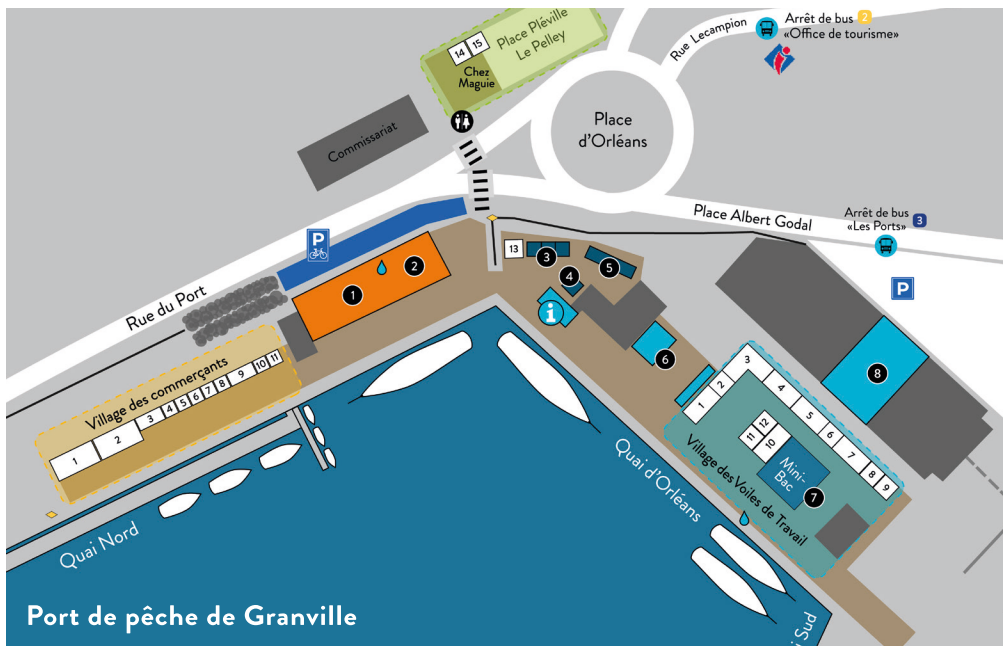 Place Pléville
Le Pelley
14 15
Chez
Maguie
Commissariat
Rue Lecampion
Arrêt de bus 2
«Office de tourisme»
Place
d'Orléans
Place Albert Godal
Arrêt de bus 3
«Les Ports»
P
P
Rue du Port
1
2
13
3
4
5
i
6
8
Village des commerçants
1 2 3 4 5 6 7 8 9 10 11
1 2 3 4 5 6 7 8 9
11 12 10
Mini-
Bac
7
Village des Voiles de Travail
Quai d'Orléans
Quai Nord
Port de pêche de Granville
i Sud